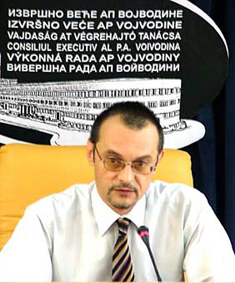 ИЗВРШНО ВЕЋЕ АП ВОЈВОДИНЕ
IZVRŠNO VEĆE AP VOJVODINE
VAJDASÁG AT VÉGREHAJTÓ TANÁCSA
CONSILIUL EXECUTIV AL P.A. VOIVODINA
VÝKONNÁ RADA AP VOJVODINY
ВИВЕРШНА РАДА АП ВОЙВОДИНИ